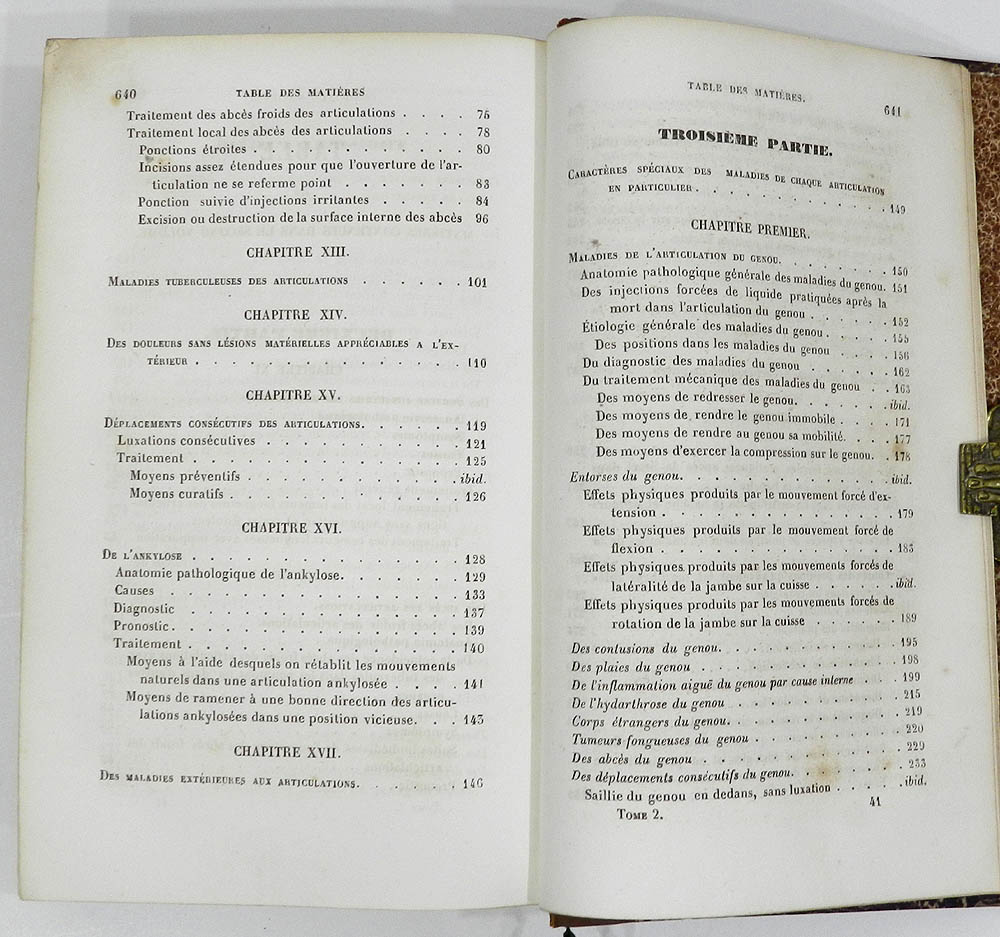 640 TABLE DES MATIÈRES
Traitement des abcès froids des articulations . . . . 75
Traitement local des abcès des articulations . . . . 78
Ponctions étroites . . . . . . . . . . . 80
Incisions assez étendues pour que l'ouverture de l'ar-
ticulation ne se referme point . . . . . . . 83
Ponction suivie d'injections irritantes . . . . . 84
Excision ou destruction de la surface interne des abcès 96
CHAPITRE XIII.
MALADIES TUBERCULEUSES DES ARTICULATIONS . . . . . . 101
CHAPITRE XIV.
DES DOULEURS SANS LÉSIONS MATÉRIELLES APPRÉCIABLES A L'EX-
TÉRIEUR . . . . . . . . . . . . . . 110
CHAPITRE XV.
DÉPLACEMENTS CONSÉCUTIFS DES ARTICULATIONS. . . . . . 119
Luxations consécutives . . . . . . . . . . 121
Traitement . . . . . . . . . . . . . 125
Moyens préventifs . . . . . . . . . . . ibid.
Moyens curatifs . . . . . . . . . . . . 126
CHAPITRE XVI.
DE L'ANKYLOSE . . . . . . . . . . . . . 128
Anatomie pathologique de l'ankylose. . . . . . . 129
Causes . . . . . . . . . . . . . . 133
Diagnostic . . . . . . . . . . . . . 137
Pronostic. . . . . . . . . . . . . . 139
Traitement . . . . . . . . . . . . . 140
Moyens à l'aide desquels on rétablit les mouvements
naturels dans une articulation ankylosée . . . . 141
Moyens de ramener à une bonne direction des articu-
lations ankylosées dans une position vicieuse. . . 143
CHAPITRE XVII.
DES MALADIES EXTÉRIEURES AUX ARTICULATIONS. . . . . . 146
TABLE DES MATIÈRES. 641
TROISIÈME PARTIE.
CARACTÈRES SPÉCIAUX DES MALADIES DE CHAQUE ARTICULATION
EN PARTICULIER . . . . . . . . . . . 149
CHAPITRE PREMIER.
MALADIES DE L'ARTICULATION DU GENOU. . . . . . . . 150
Anatomie pathologique générale des maladies du genou. 151
Des injections forcées de liquide pratiquées après la
mort dans l'articulation du genou . . . . . . 152
Étiologie générale des maladies du genou. . . . . 155
Des positions dans les maladies du genou . . . . 156
Du diagnostic des maladies du genou . . . . . . 162
Du traitement mécanique des maladies du genou . . 163
Des moyens de redresser le genou. . . . . . ibid.
Des moyens de rendre le genou immobile . . . . 171
Des moyens de rendre au genou sa mobilité. . . . 177
Des moyens d'exercer la compression sur le genou. . 178
Entorses du genou. . . . . . . . . . . . ibid.
Effets physiques produits par le mouvement forcé d'ex-
tension . . . . . . . . . . . . . 179
Effets physiques produits par le mouvement forcé de
flexion . . . . . . . . . . . . . 183
Effets physiques produits par les mouvements forcés de
latéralité de la jambe sur la cuisse . . . . . ibid.
Effets physiques produits par les mouvements forcés de
rotation de la jambe sur la cuisse . . . . . . 189
Des contusions du genou. . . . . . . . . . 195
Des plaies du genou . . . . . . . . . . . 198
De l'inflammation aiguë du genou par cause interne . . . 199
De l'hydarthrose du genou . . . . . . . . . 215
Corps étrangers du genou. . . . . . . . . . 219
Tumeurs fongueuses du genou . . . . . . . . 220
Des abcès du genou . . . . . . . . . . . 229
Des déplacements consécutifs du genou. . . . . . 233
Saillie du genou en dedans, sans luxation . . . . ibid.
TOME 2. 41